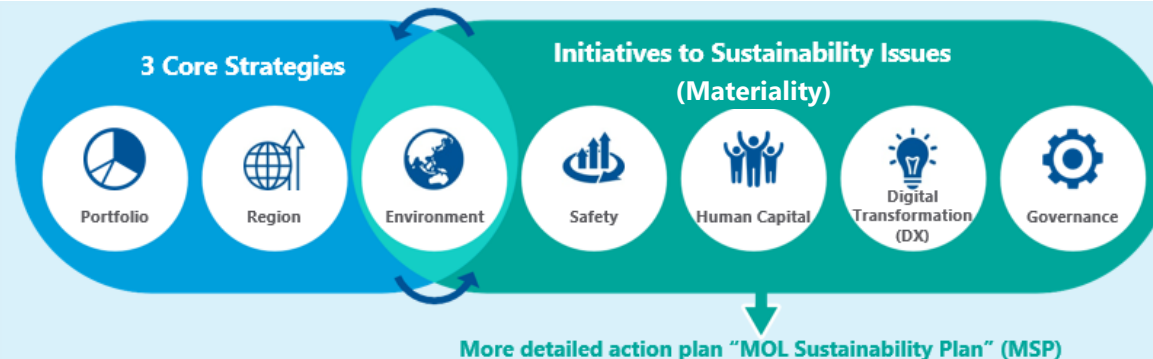 3 Core Strategies
Initiatives to Sustainability Issues
(Materiality)
Portfolio
Region
Environment
Safety
Human Capital
Digital
Transformation
(DX)
Governance
More detailed action plan “MOL Sustainability Plan” (MSP)